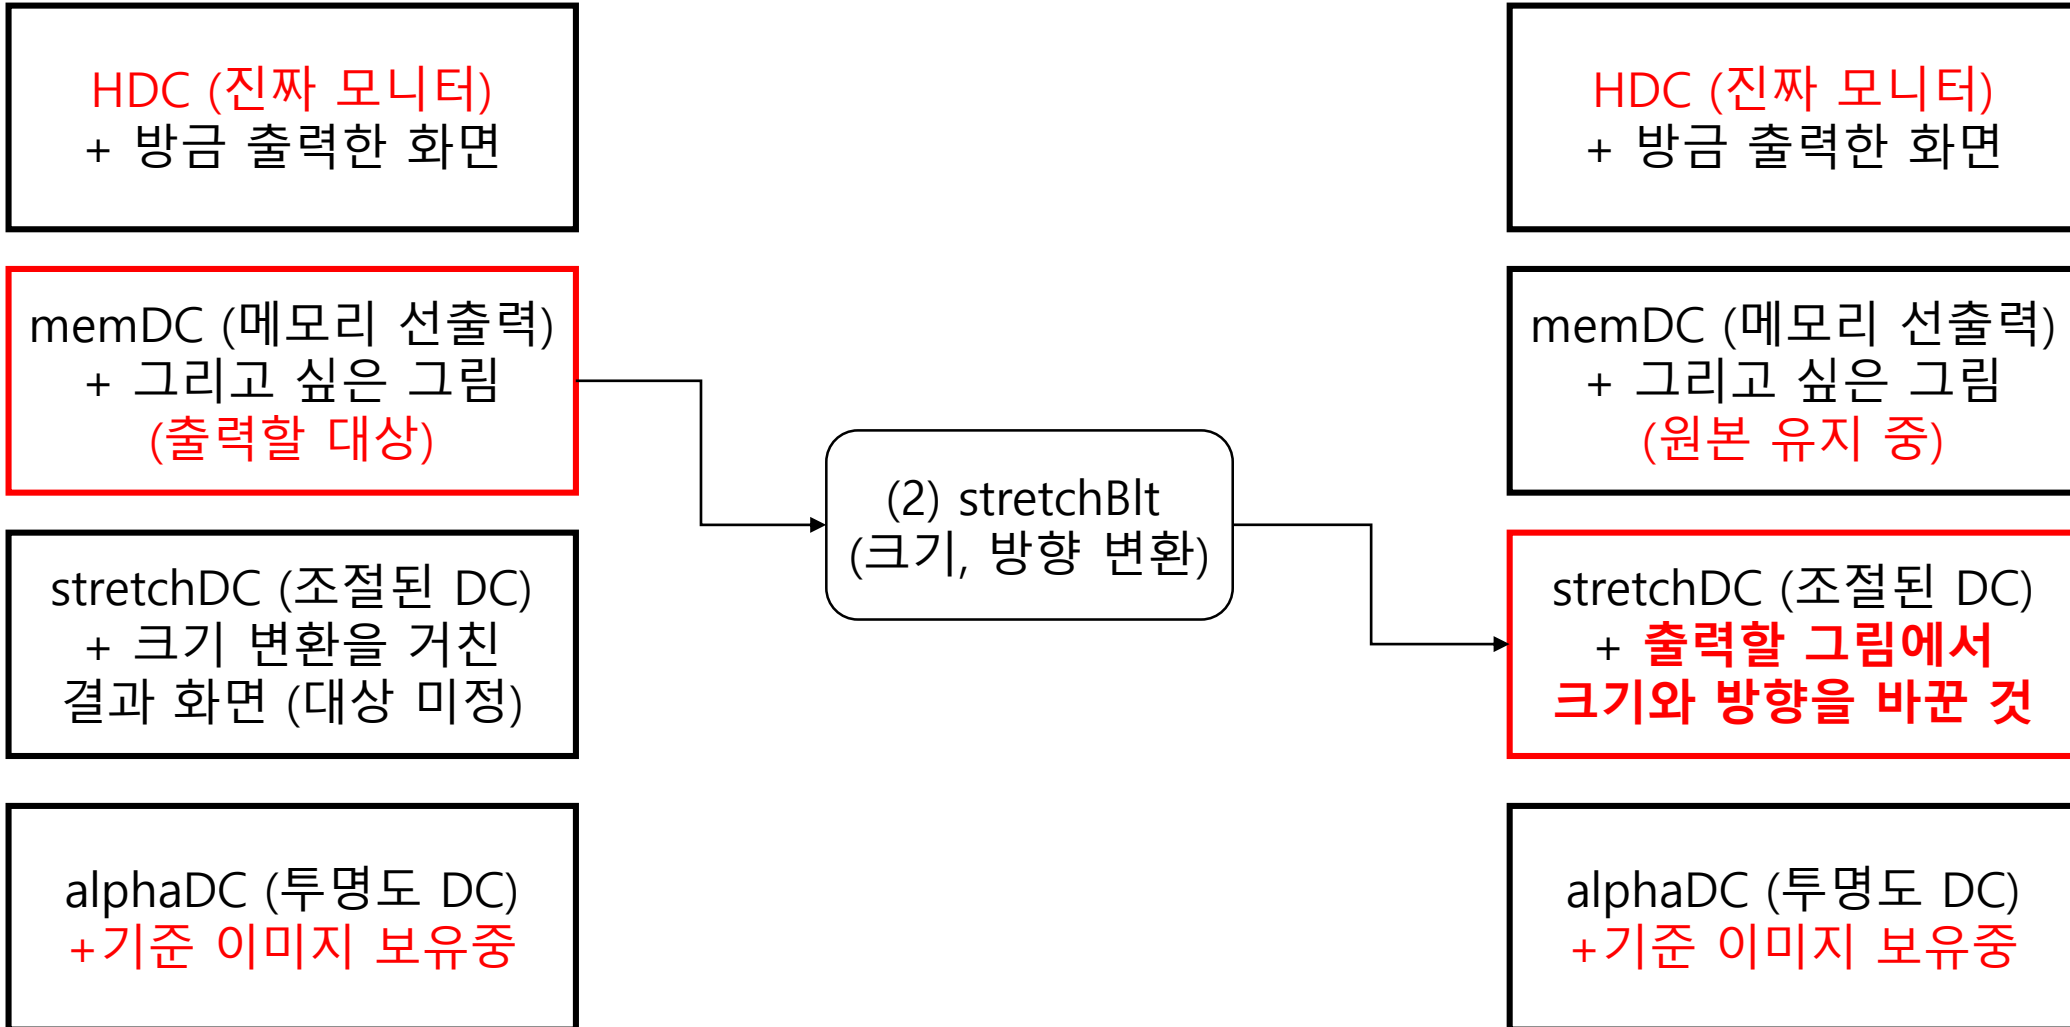 HDC (진짜 모니터)
+ 방금 출력한 화면
memDC (메모리 선출력)
+ 그리고 싶은 그림
(출력할 대상)
stretchDC (조절된 DC)
+ 크기 변환을 거친
결과 화면 (대상 미정)
alphaDC (투명도 DC)
+기준 이미지 보유중
(2) stretchBlt
(크기, 방향 변환)
HDC (진짜 모니터)
+ 방금 출력한 화면
memDC (메모리 선출력)
+ 그리고 싶은 그림
(원본 유지 중)
stretchDC (조절된 DC)
+ 출력할 그림에서
크기와 방향을 바꾼 것
alphaDC (투명도 DC)
+기준 이미지 보유중